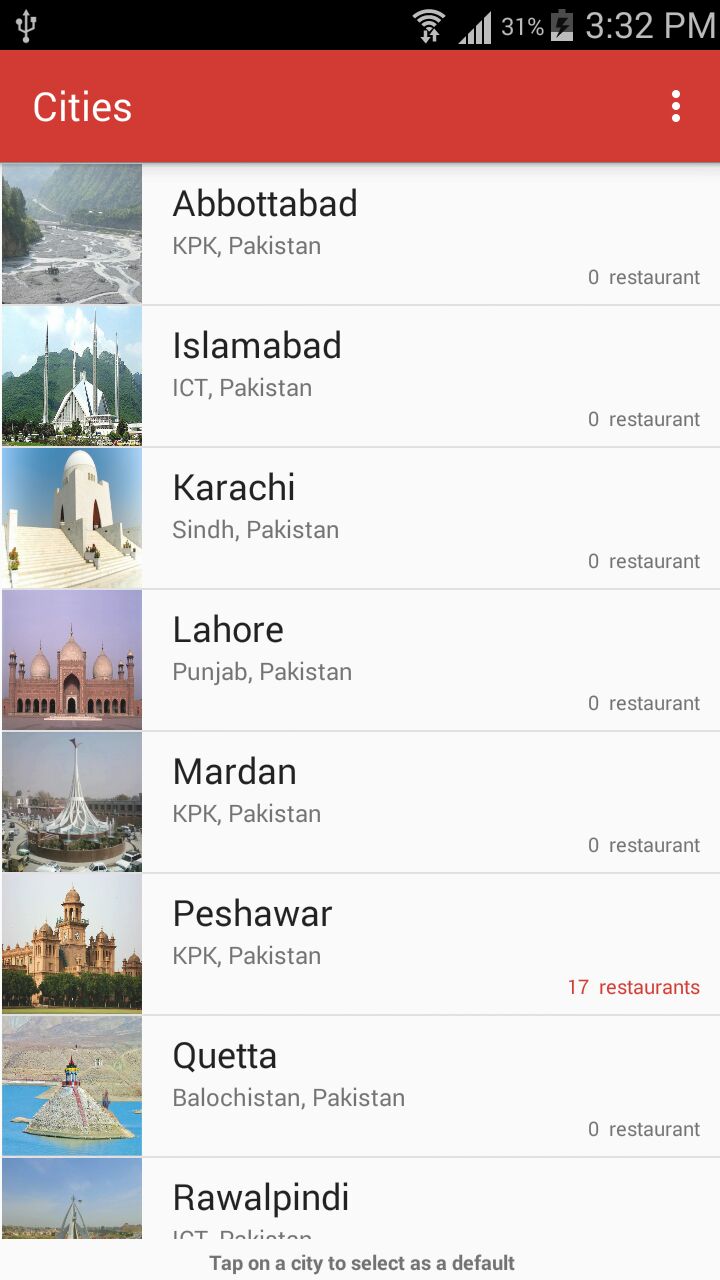 31% 3:32 PM
Cities
Abbottabad
KPK, Pakistan
0 restaurant
Islamabad
ICT, Pakistan
0 restaurant
Karachi
Sindh, Pakistan
0 restaurant
Lahore
Punjab, Pakistan
0 restaurant
Mardan
KPK, Pakistan
0 restaurant
Peshawar
KPK, Pakistan
17 restaurants
Quetta
Balochistan, Pakistan
0 restaurant
Rawalpindi
ICT, Pakistan
Tap on a city to select as a default